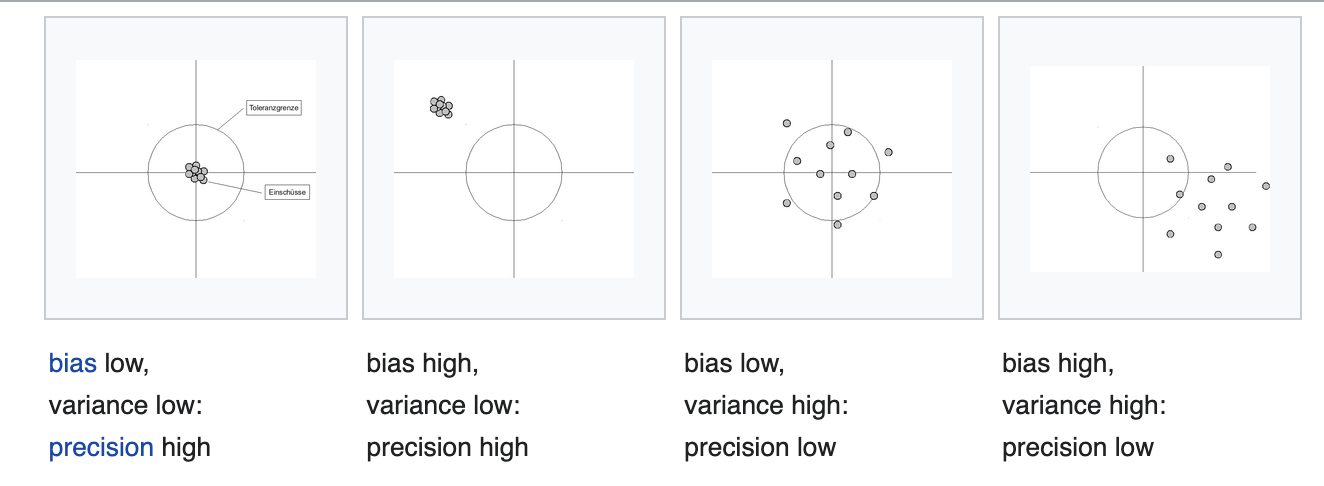 Toleranzgrenze
Einschüsse
bias low,
variance low:
precision high
bias high,
variance low:
precision high
bias low,
variance high:
precision low
bias high,
variance high:
precision low